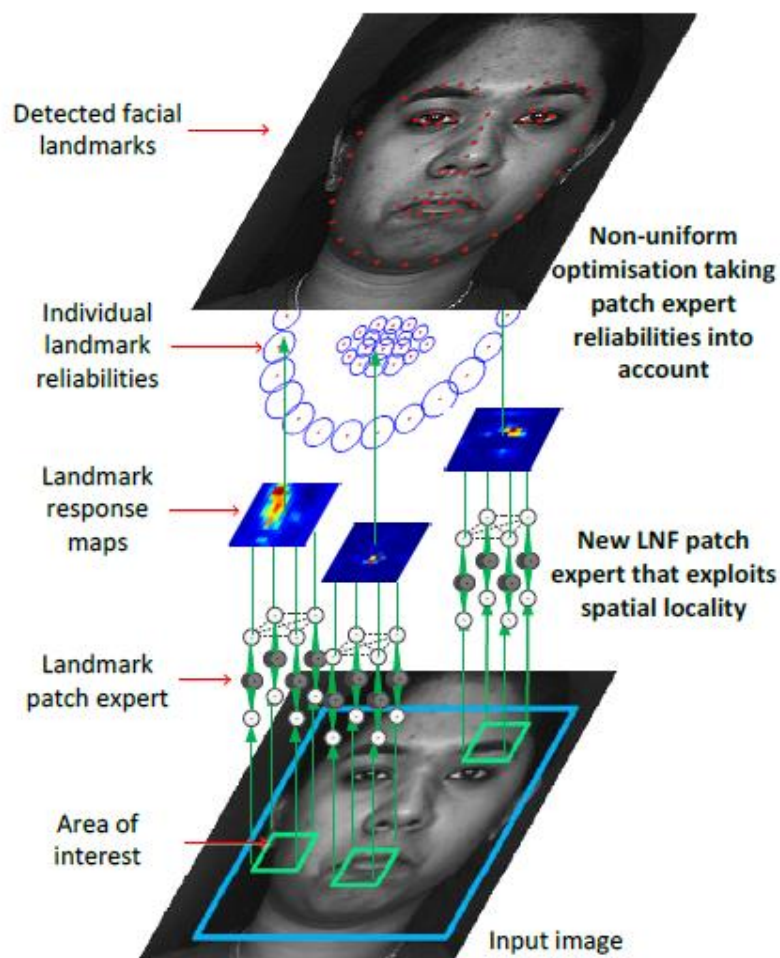 Detected facial
landmarks
Non-uniform
optimisation taking
patch expert
reliabilities into
account
Individual
landmark
reliabilities
Landmark
response
maps
New LNF patch
expert that exploits
spatial locality
Landmark
patch expert
Area of
interest
Input image